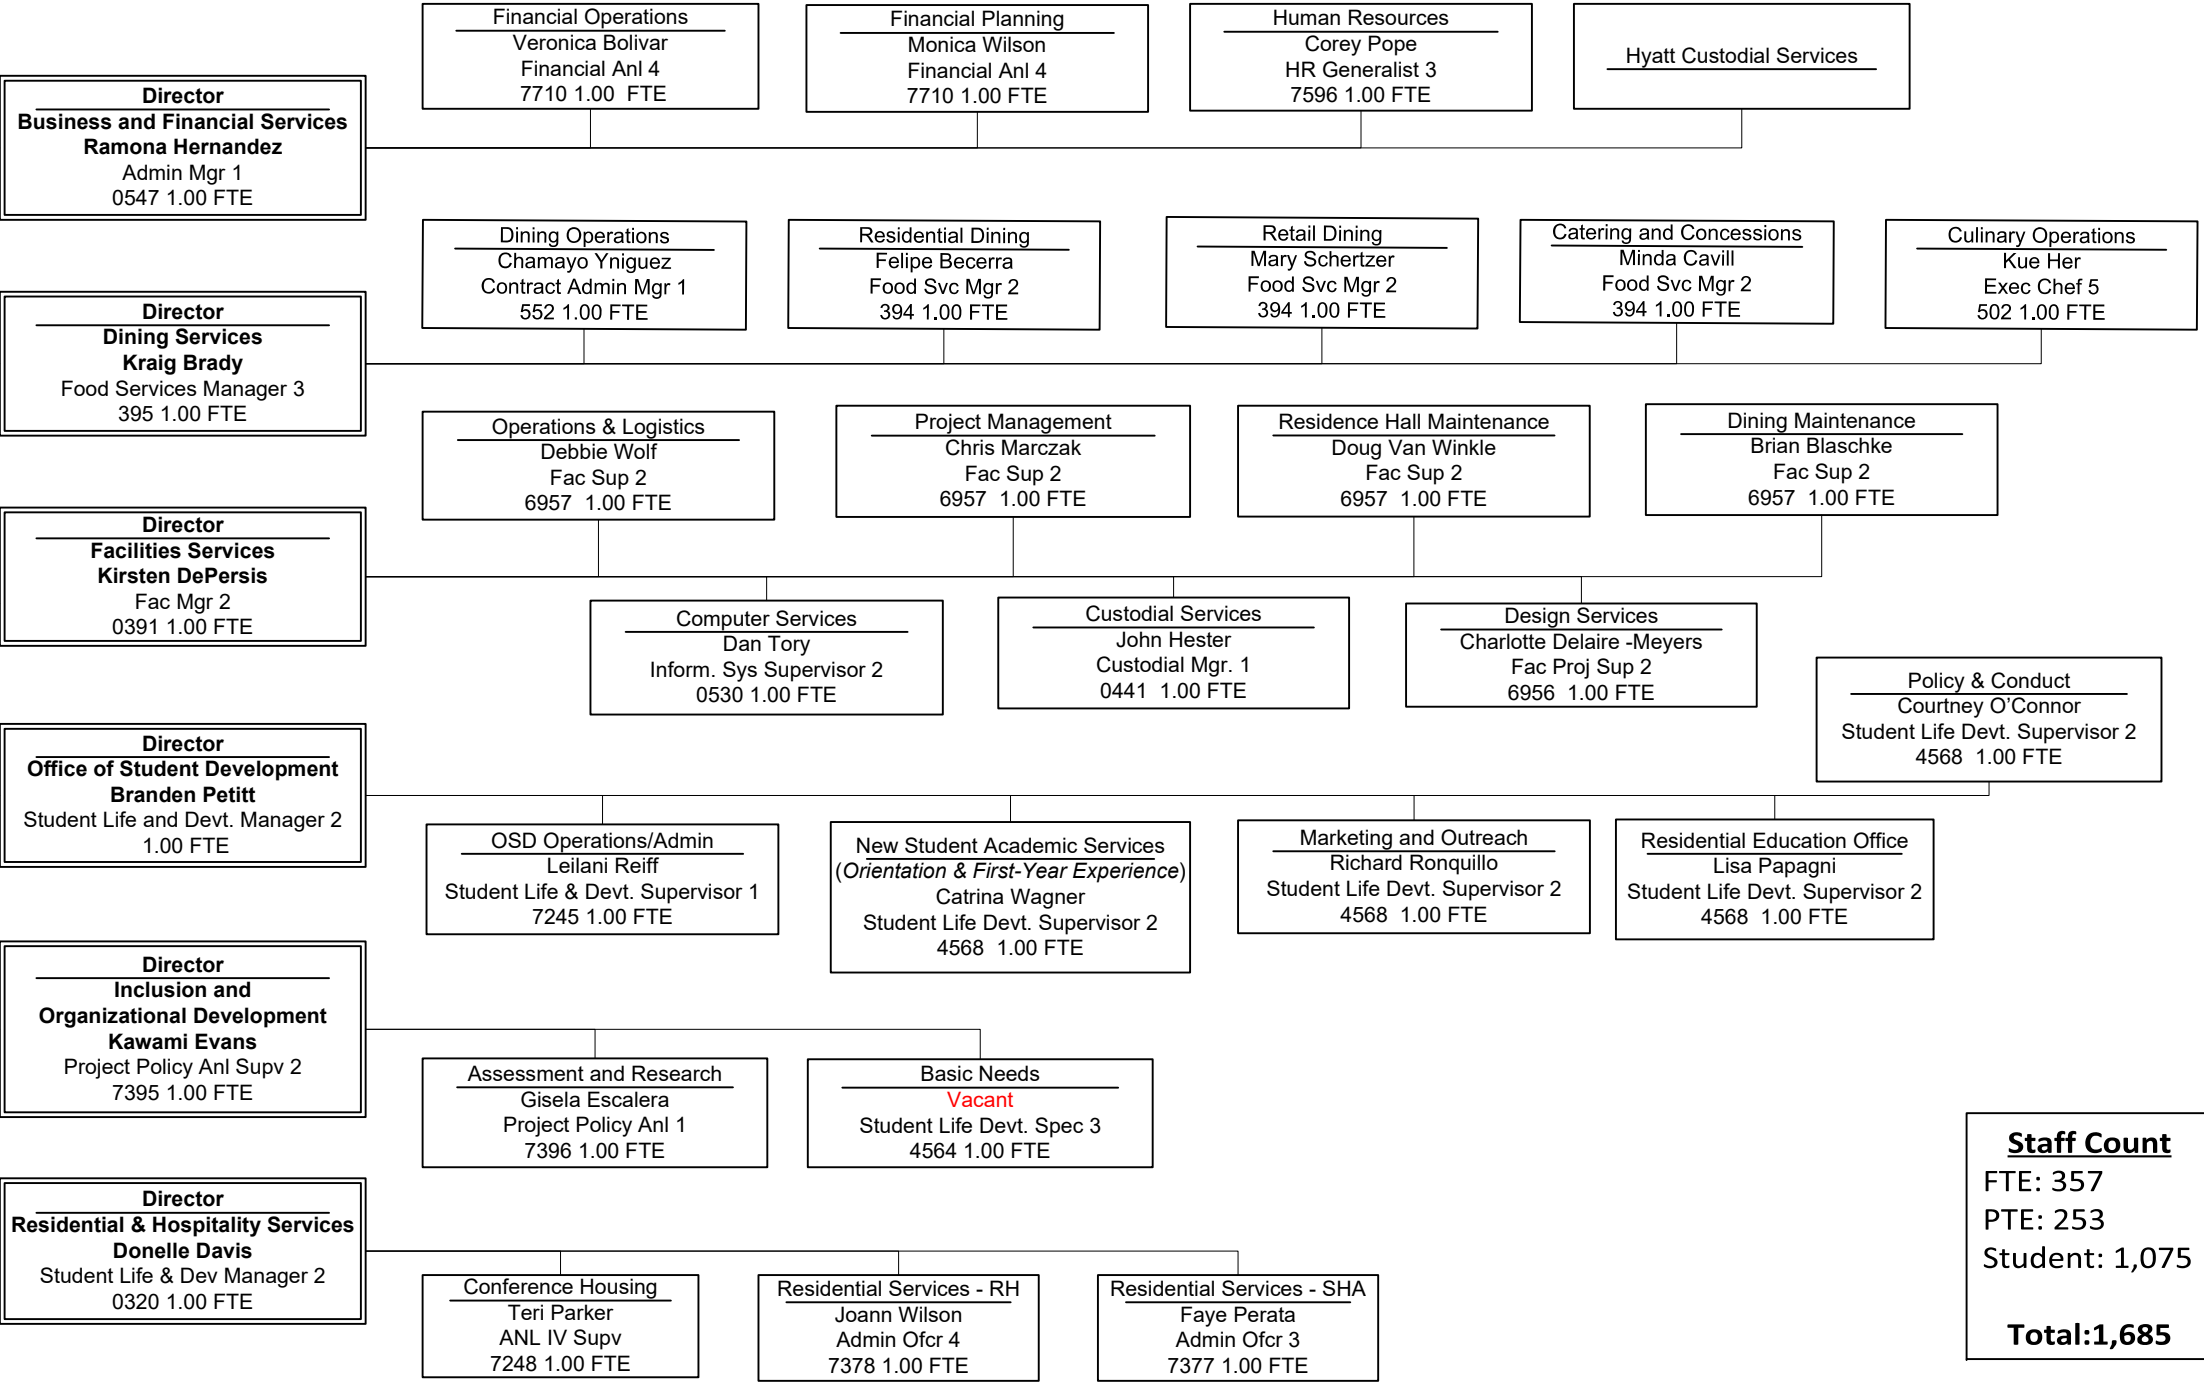 Director
Business and Financial Services
Ramona Hernandez
Admin Mgr 1
0547 1.00 FTE
Financial Operations
Veronica Bolivar
Financial Anl 4
7710 1.00  FTE
Financial Planning
Monica Wilson
Financial Anl 4
7710 1.00 FTE
Human Resources
Corey Pope
HR Generalist 3
7596 1.00 FTE
Hyatt Custodial Services
Director
Dining Services
Kraig Brady
Food Services Manager 3
395 1.00 FTE
Dining Operations
Chamayo Yniguez
Contract Admin Mgr 1
552 1.00 FTE
Residential Dining
Felipe Becerra
Food Svc Mgr 2
394 1.00 FTE
Retail Dining
Mary Schertzer
Food Svc Mgr 2
394 1.00 FTE
Catering and Concessions
Minda Cavill
Food Svc Mgr 2
394 1.00 FTE
Culinary Operations
Kue Her
Exec Chef 5
502 1.00 FTE
Director
Facilities Services
Kirsten DePersis
Fac Mgr 2
0391 1.00 FTE
Operations & Logistics
Debbie Wolf
Fac Sup 2
6957  1.00 FTE
Project Management
Chris Marczak
Fac Sup 2
6957  1.00 FTE
Residence Hall Maintenance
Doug Van Winkle
Fac Sup 2
6957  1.00 FTE
Dining Maintenance
Brian Blaschke
Fac Sup 2
6957  1.00 FTE
Computer Services
Dan Tory
Inform. Sys Supervisor 2
0530 1.00 FTE
Custodial Services
John Hester
Custodial Mgr. 1
0441  1.00 FTE
Design Services
Charlotte Delaire -Meyers
Fac Proj Sup 2
6956  1.00 FTE
Director
Office of Student Development
Branden Petitt
Student Life and Devt. Manager 2
1.00 FTE
Policy & Conduct
Courtney O’Connor
Student Life Devt. Supervisor 2
4568  1.00 FTE
OSD Operations/Admin
Leilani Reiff
Student Life & Devt. Supervisor 1
7245 1.00 FTE
New Student Academic Services
(Orientation & First-Year Experience)
Catrina Wagner
Student Life Devt. Supervisor 2
4568  1.00 FTE
Marketing and Outreach
Richard Ronquillo
Student Life Devt. Supervisor 2
4568  1.00 FTE
Residential Education Office
Lisa Papagni
Student Life Devt. Supervisor 2
4568  1.00 FTE
Director
Inclusion and
Organizational Development
Kawami Evans
Project Policy Anl Supv 2
7395 1.00 FTE
Assessment and Research
Gisela Escalera
Project Policy Anl 1
7396 1.00 FTE
Basic Needs
Vacant
Student Life Devt. Spec 3
4564 1.00 FTE
Director
Residential & Hospitality Services
Donelle Davis
Student Life & Dev Manager 2
0320 1.00 FTE
Conference Housing
Teri Parker
ANL IV Supv
7248 1.00 FTE
Residential Services - RH
Joann Wilson
Admin Ofcr 4
7378 1.00 FTE
Residential Services - SHA
Faye Perata
Admin Ofcr 3
7377 1.00 FTE
Staff Count
FTE: 357
PTE: 253
Student: 1,075
Total:1,685